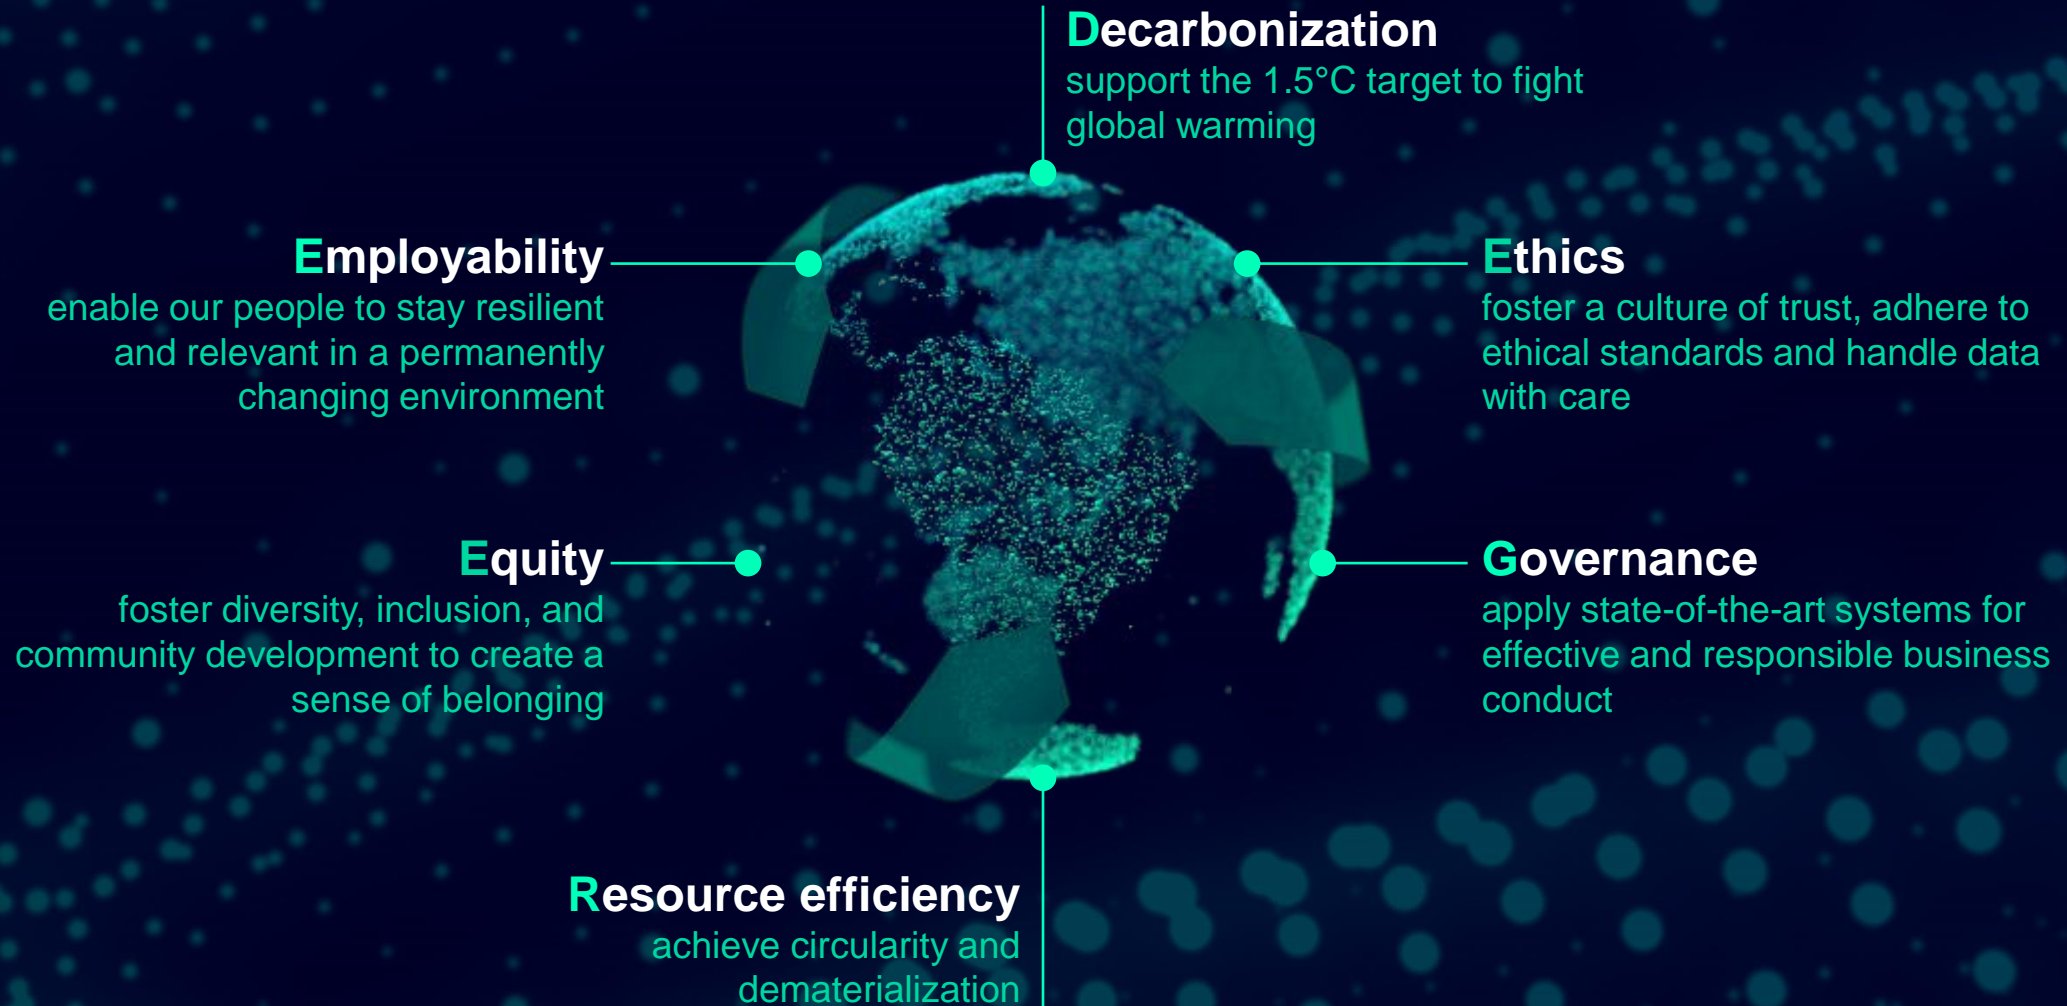 Decarbonization
support the 1.5°C target to fight
global warming
Ethics
foster a culture of trust, adhere to
ethical standards and handle data
with care
Governance
apply state-of-the-art systems for
effective and responsible business
conduct
Resource efficiency
achieve circularity and
dematerialization
Equity
foster diversity, inclusion, and
community development to create a
sense of belonging
Employability
enable our people to stay resilient
and relevant in a permanently
changing environment